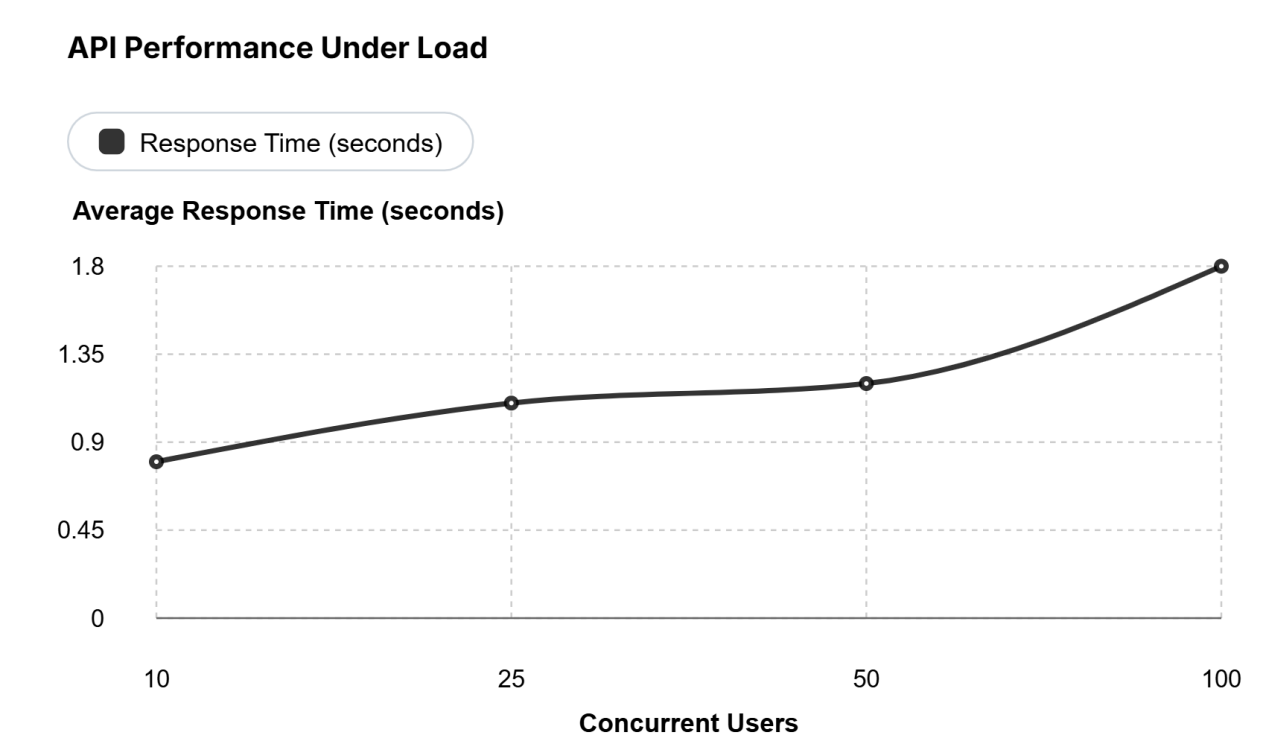 API Performance Under Load
Response Time (seconds)
Average Response Time (seconds)
1.8
1.35
0.9
0.45
0
10 25 50 100
Concurrent Users